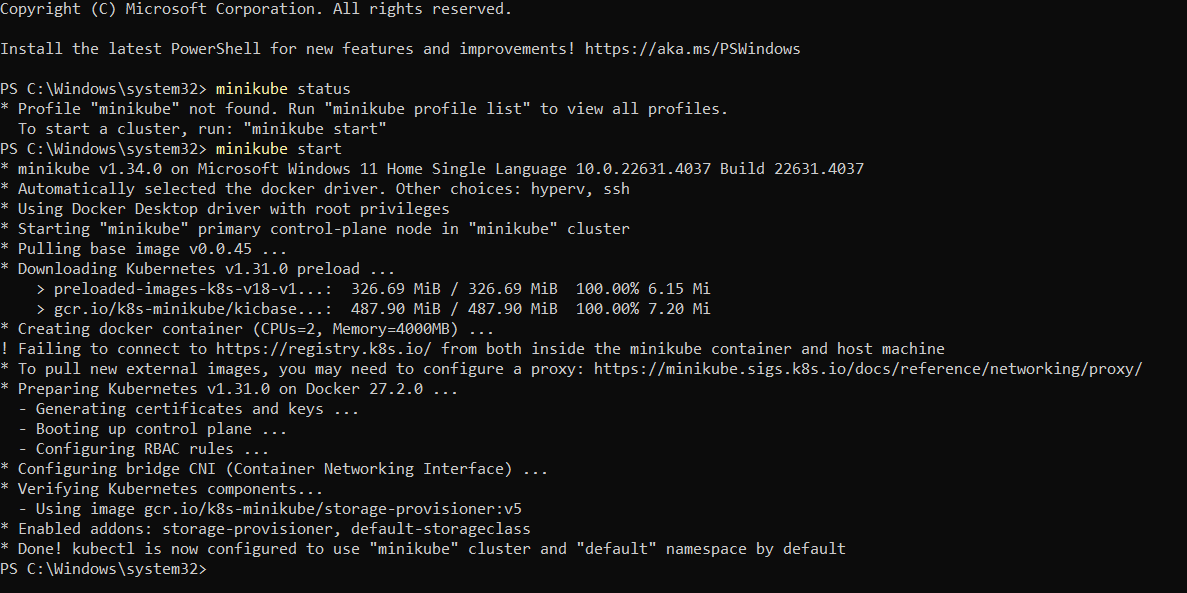 Copyright (C) Microsoft Corporation. All rights reserved.
Install the latest PowerShell for new features and improvements! https://aka.ms/PSWindows
PS C:\Windows\system32> minikube status
* Profile "minikube" not found. Run "minikube profile list" to view all profiles.
  To start a cluster, run: "minikube start"
PS C:\Windows\system32> minikube start
* minikube v1.34.0 on Microsoft Windows 11 Home Single Language 10.0.22631.4037 Build 22631.4037
* Automatically selected the docker driver. Other choices: hyperv, ssh
* Using Docker Desktop driver with root privileges
* Starting "minikube" primary control-plane node in "minikube" cluster
* Pulling base image v0.0.45 ...
* Downloading Kubernetes v1.31.0 preload ...
    > preloaded-images-k8s-v18-v1...:  326.69 MiB / 326.69 MiB  100.00% 6.15 Mi
    > gcr.io/k8s-minikube/kicbase...:  487.90 MiB / 487.90 MiB  100.00% 7.20 Mi
* Creating docker container (CPUs=2, Memory=4000MB) ...
! Failing to connect to https://registry.k8s.io/ from both inside the minikube container and host machine
* To pull new external images, you may need to configure a proxy: https://minikube.sigs.k8s.io/docs/reference/networking/proxy/
* Preparing Kubernetes v1.31.0 on Docker 27.2.0 ...
  - Generating certificates and keys ...
  - Booting up control plane ...
  - Configuring RBAC rules ...
* Configuring bridge CNI (Container Networking Interface) ...
* Verifying Kubernetes components...
  - Using image gcr.io/k8s-minikube/storage-provisioner:v5
* Enabled addons: storage-provisioner, default-storageclass
* Done! kubectl is now configured to use "minikube" cluster and "default" namespace by default
PS C:\Windows\system32>